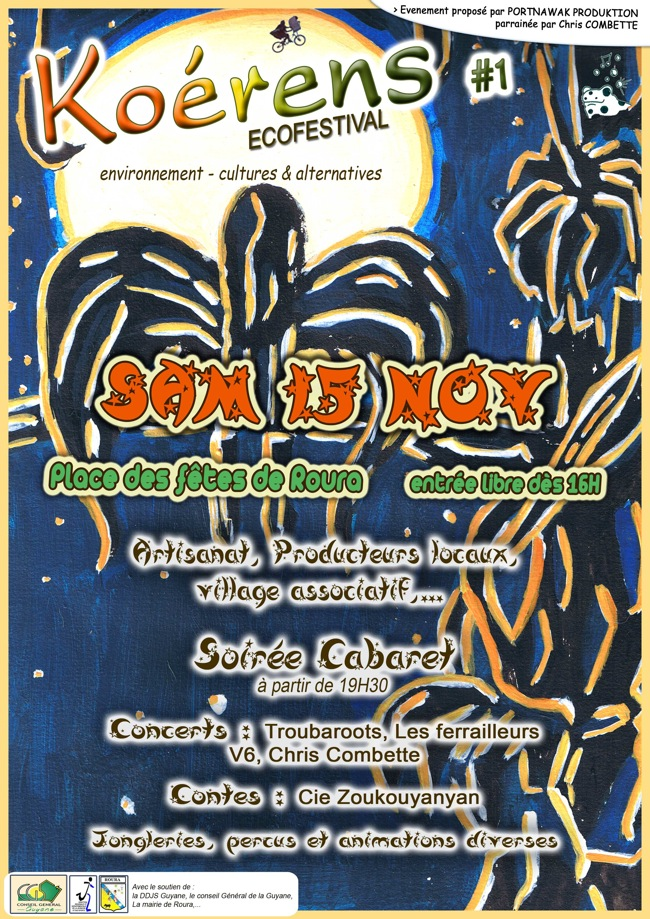 > Evenement proposé par PORTNAWAK PRODUKTION
parrainée par Chris COMBETTE
Koérens #1
ECOFESTIVAL
environnement - cultures & alternatives
SAM 15 NOV
Place des fêtes de Roura
entrée libre dès 16H
Artisanat, Producteurs locaux,
village associatif,...
Soirée Cabaret
à partir de 19H30
Concerts : Troubaroots, Les ferrailleurs
V6, Chris Combette
Contes : Cie Zoukouyanyan
Jongleries, percus et animations diverses
CONSEIL GENERAL
Guyane
ROURA
Avec le soutien de :
la DDJS Guyane, le conseil Général de la Guyane,
La mairie de Roura,...